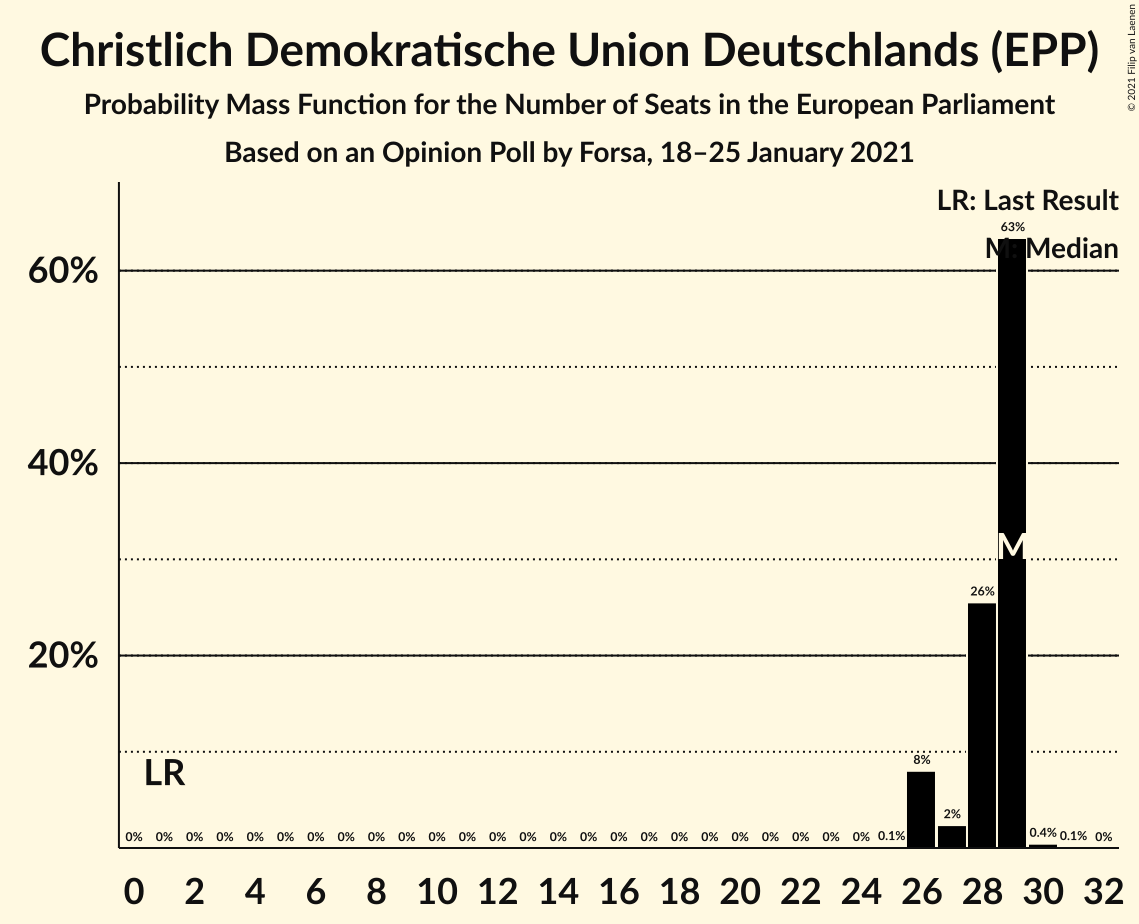 Christlich Demokratische Union Deutschlands (EPP)
Probability Mass Function for the Number of Seats in the European Parliament
Based on an Opinion Poll by Forsa, 18–25 January 2021
© 2021 Filip van Laenen
LR: Last Result
M: Median
63%
60%
40%
M
26%
20%
8%
LR
2%
0% 0% 0% 0% 0% 0% 0% 0% 0% 0% 0% 0% 0% 0% 0% 0% 0% 0% 0% 0% 0% 0% 0% 0% 0% 0.1% 0.4% 0.1% 0%
0 2 4 6 8 10 12 14 16 18 20 22 24 26 28 30 32